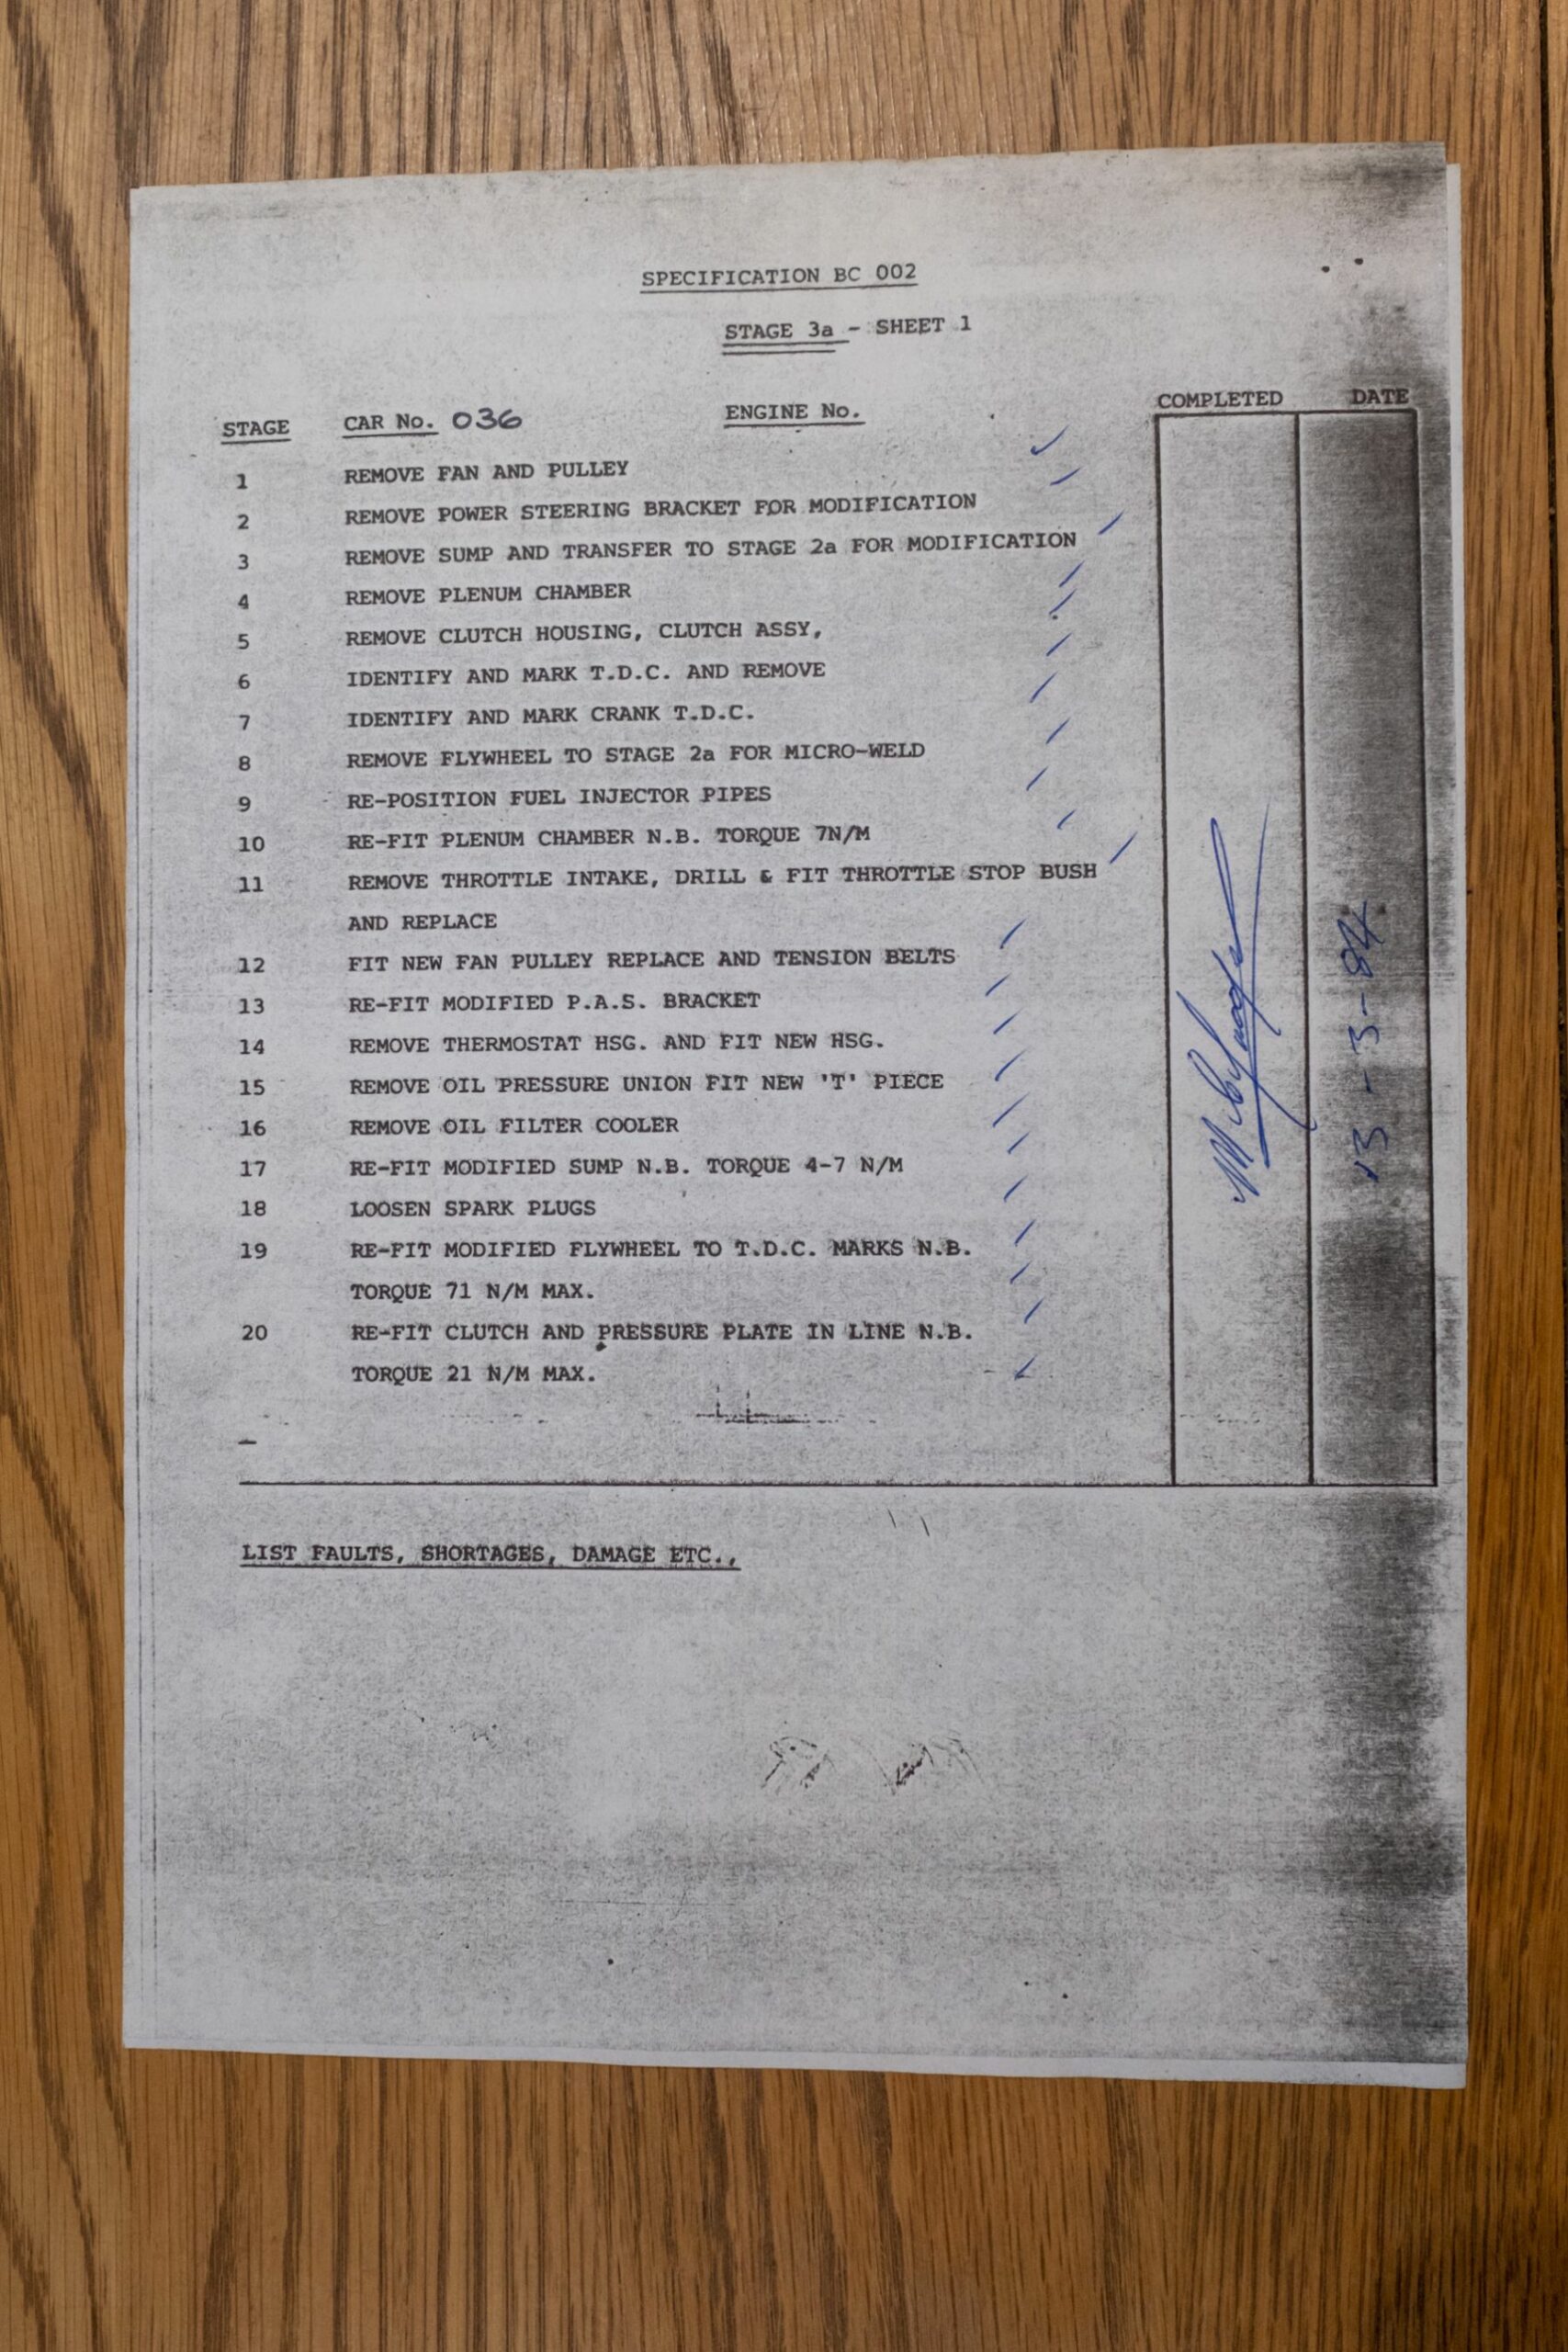 SPECIFICATION BC 002
STAGE 3a - SHEET 1
COMPLETED DATE
STAGE CAR No. 036 ENGINE No.
1 REMOVE FAN AND PULLEY
2 REMOVE POWER STEERING BRACKET FOR MODIFICATION
3 REMOVE SUMP AND TRANSFER TO STAGE 2a FOR MODIFICATION
4 REMOVE PLENUM CHAMBER
5 REMOVE CLUTCH HOUSING, CLUTCH ASSY,
6 IDENTIFY AND MARK T.D.C. AND REMOVE
7 IDENTIFY AND MARK CRANK T.D.C.
8 REMOVE FLYWHEEL TO STAGE 2a FOR MICRO-WELD
9 RE-POSITION FUEL INJECTOR PIPES
10 RE-FIT PLENUM CHAMBER N.B. TORQUE 7N/M
11 REMOVE THROTTLE INTAKE, DRILL & FIT THROTTLE STOP BUSH
AND REPLACE
12 FIT NEW FAN PULLEY REPLACE AND TENSION BELTS
13 RE-FIT MODIFIED P.A.S. BRACKET
14 REMOVE THERMOSTAT HSG. AND FIT NEW HSG.
15 REMOVE OIL PRESSURE UNION FIT NEW 'T' PIECE
16 REMOVE OIL FILTER COOLER
17 RE-FIT MODIFIED SUMP N.B. TORQUE 4-7 N/M
18 LOOSEN SPARK PLUGS
19 RE-FIT MODIFIED FLYWHEEL TO T.D.C. MARKS N.B.
TORQUE 71 N/M MAX.
20 RE-FIT CLUTCH AND PRESSURE PLATE IN LINE N.B.
TORQUE 21 N/M MAX.
13-3-84
LIST FAULTS, SHORTAGES, DAMAGE ETC.,